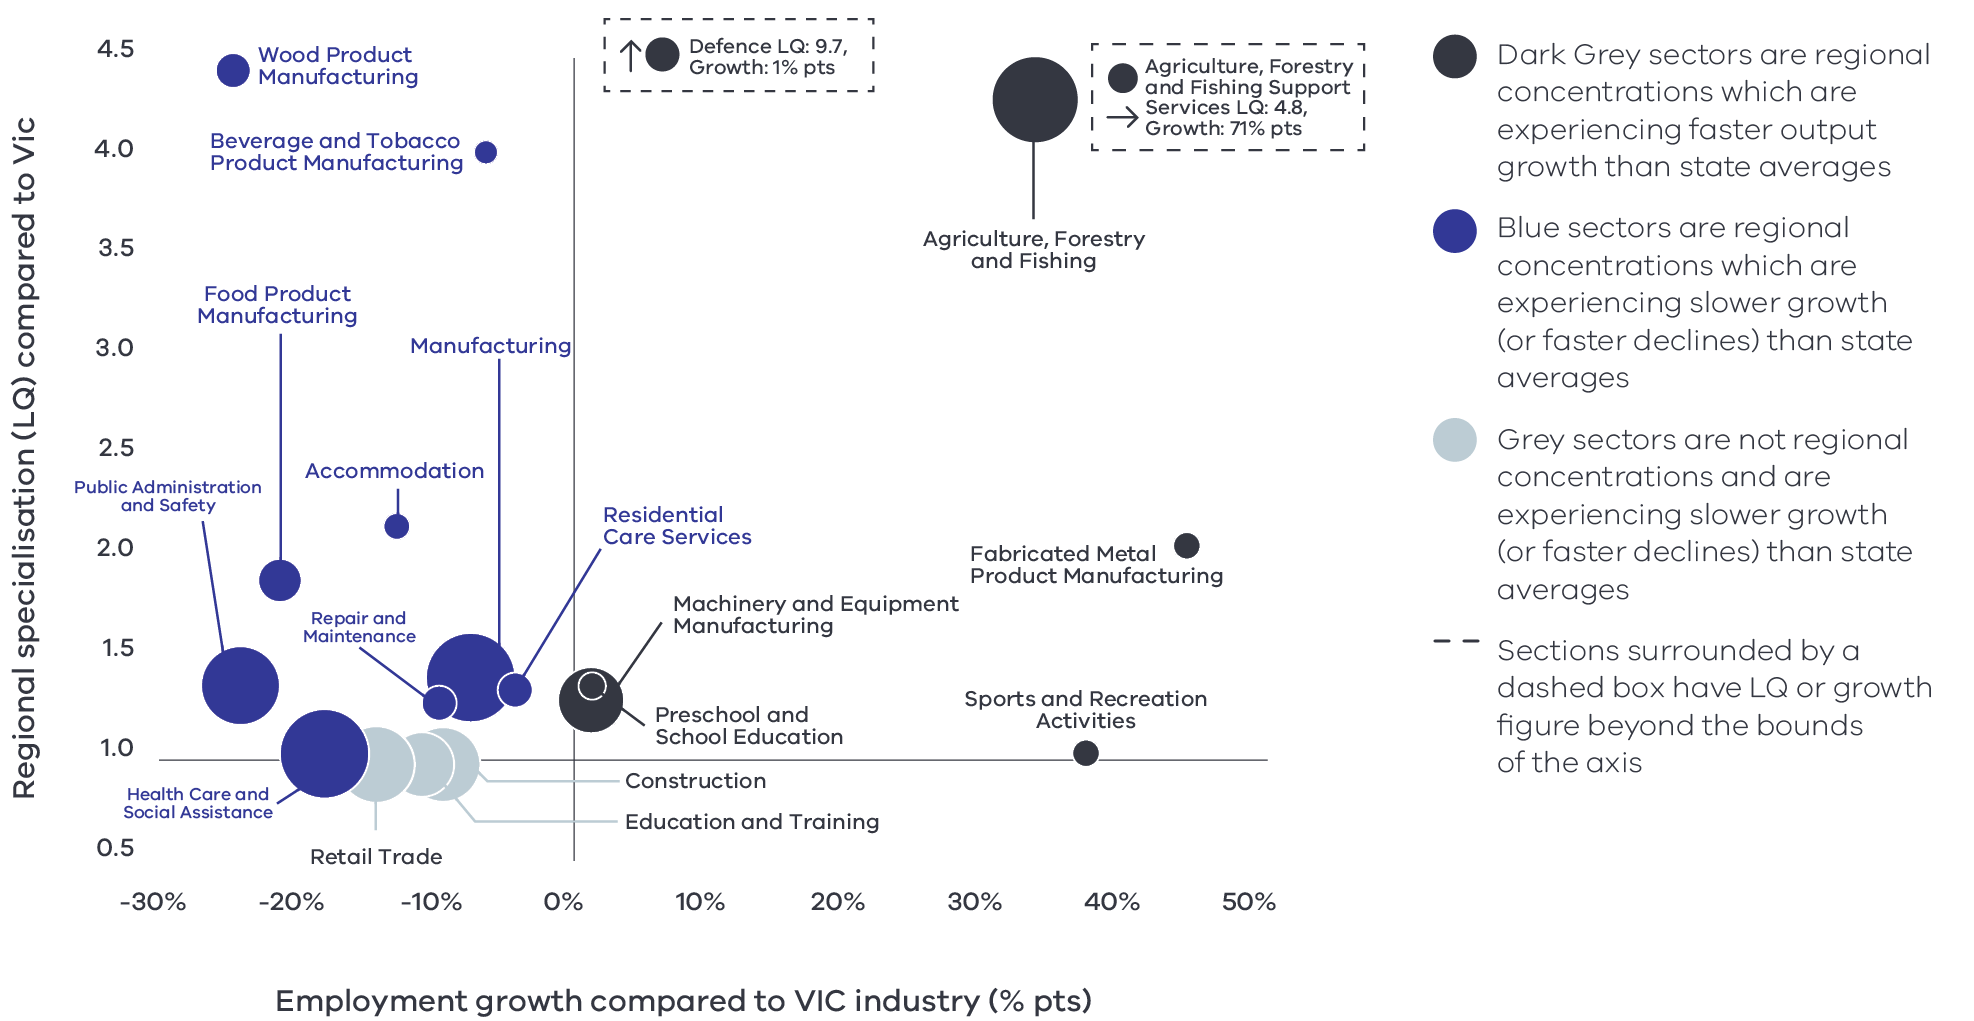 Regional specialisation (LQ) compared to Vic
4.5
4.0
3.5
3.0
2.5
2.0
1.5
1.0
0.5
Wood Product
Manufacturing
Beverage and Tobacco
Product Manufacturing
Defence LQ: 9.7,
Growth: 1% pts
Agriculture, Forestry
and Fishing Support
Services LQ: 4.8,
Growth: 71% pts
Agriculture, Forestry
and Fishing
Food Product
Manufacturing
Manufacturing
Accommodation
Public Administration
and Safety
Residential
Care Services
Fabricated Metal
Product Manufacturing
Repair and
Maintenance
Machinery and Equipment
Manufacturing
Preschool and
School Education
Sports and Recreation
Activities
Health Care and
Social Assistance
Construction
Education and Training
Retail Trade
-30%
-20%
-10%
0%
10%
20%
30%
40%
50%
Employment growth compared to VIC industry (% pts)
Dark Grey sectors are regional
concentrations which are
experiencing faster output
growth than state averages
Blue sectors are regional
concentrations which are
experiencing slower growth
(or faster declines) than state
averages
Grey sectors are not regional
concentrations and are
experiencing slower growth
(or faster declines) than state
averages
Sections surrounded by a
dashed box have LQ or growth
figure beyond the bounds
of the axis